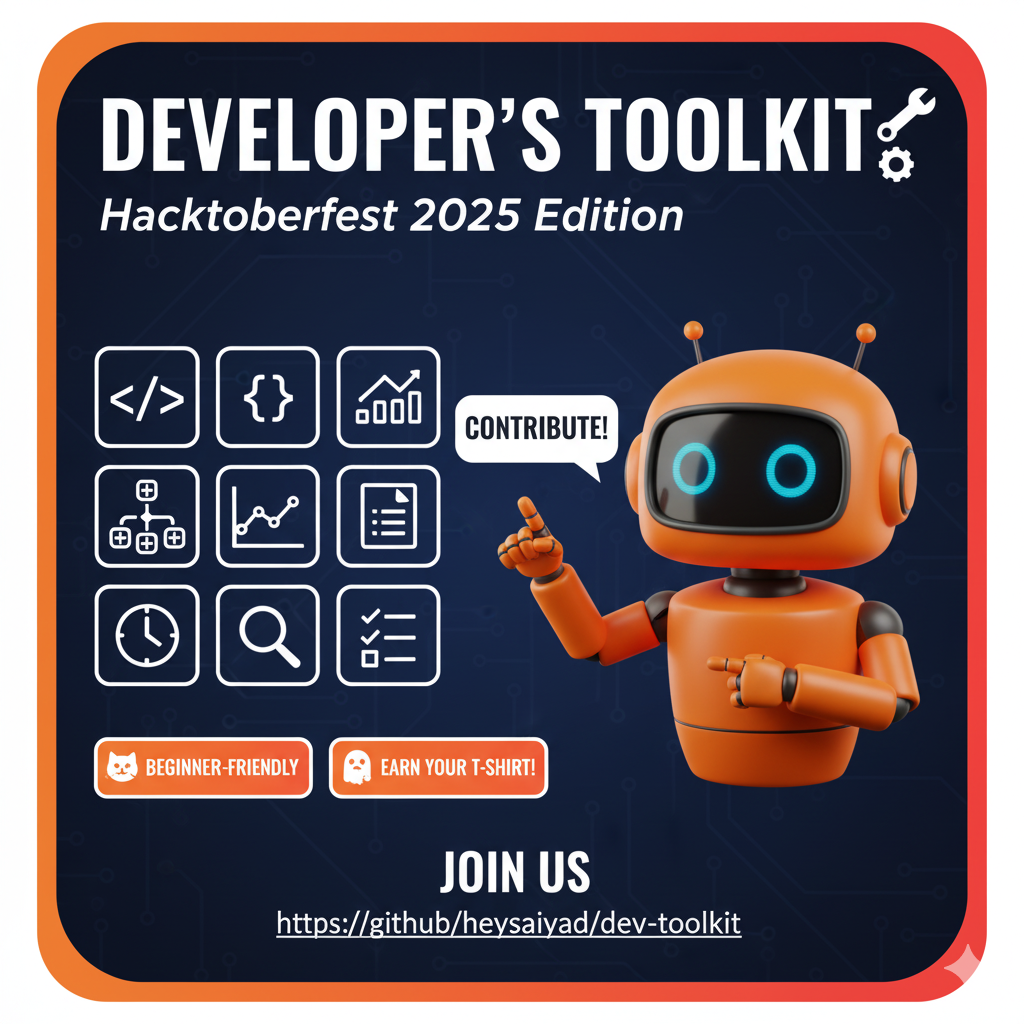 DEVELOPER’S TOOLKIT
Hacktoberfest 2025 Edition
</>
{}
CONTRIBUTE!
BEGINNER-FRIENDLY
EARN YOUR T-SHIRT!
JOIN US
https://github/heysaiyad/dev-toolkit